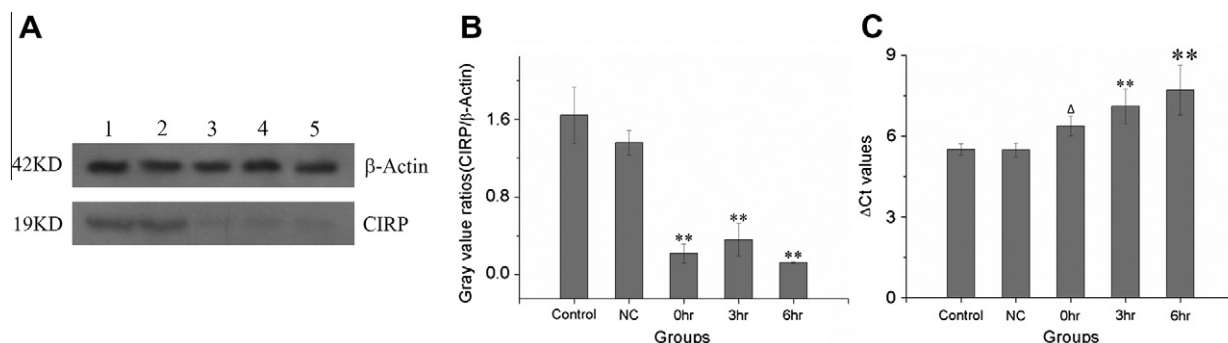 A
1 2 3 4 5
42KD β-Actin
19KD CIRP
B
Gray value ratios(CIRP/β-Actin)
1.6
0.8
0.0
** ** **
Control NC 0hr 3hr 6hr
Groups
C
ΔCt values
9
6
3
0
Δ ** **
Control NC 0hr 3hr 6hr
Groups